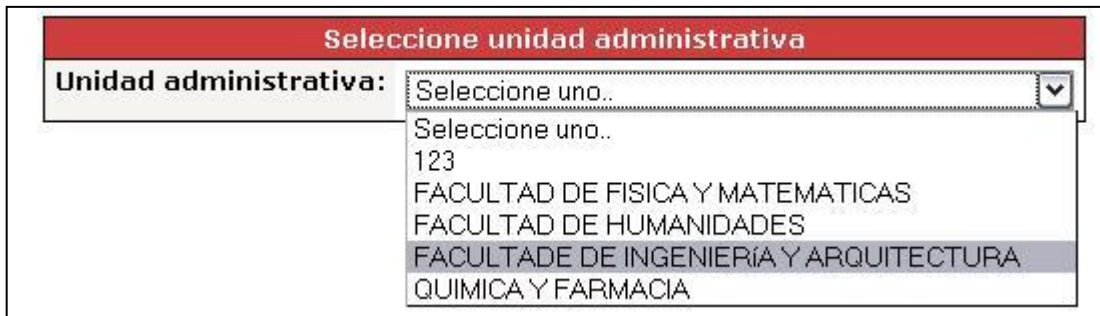 Seleccione unidad administrativa
Unidad administrativa: Seleccione uno..
Seleccione uno..
123
FACULTAD DE FISICA Y MATEMATICAS
FACULTAD DE HUMANIDADES
FACULTADE DE INGENIERíA Y ARQUITECTURA
QUIMICA Y FARMACIA